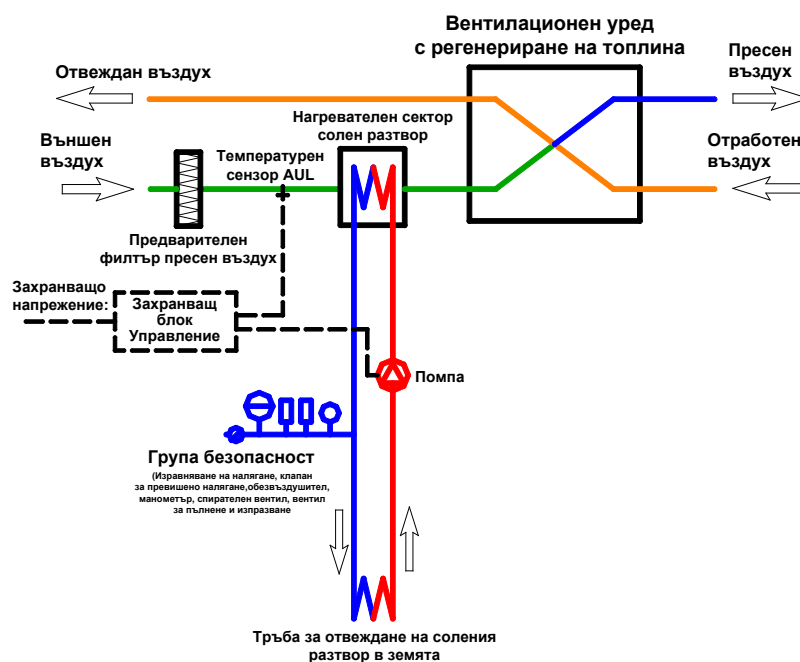 Вентилационен уред
с регенериране на топлина
Отвеждан въздух
Пресен
въздух
Нагревателен сектор
солен разтвор
Външен
въздух
Температурен
сензор AUL
Отработен
въздух
Предварителен
филтър пресен въздух
Захранващо
напрежение:
Захранващ
блок
Управление
Помпа
Група безопасност
(Изравняване на налягане, клапан
за превишено налягане,обезвъздушител,
манометър, спирателен вентил, вентил
за пълнене и изпразване
Тръба за отвеждане на соления
разтвор в земята